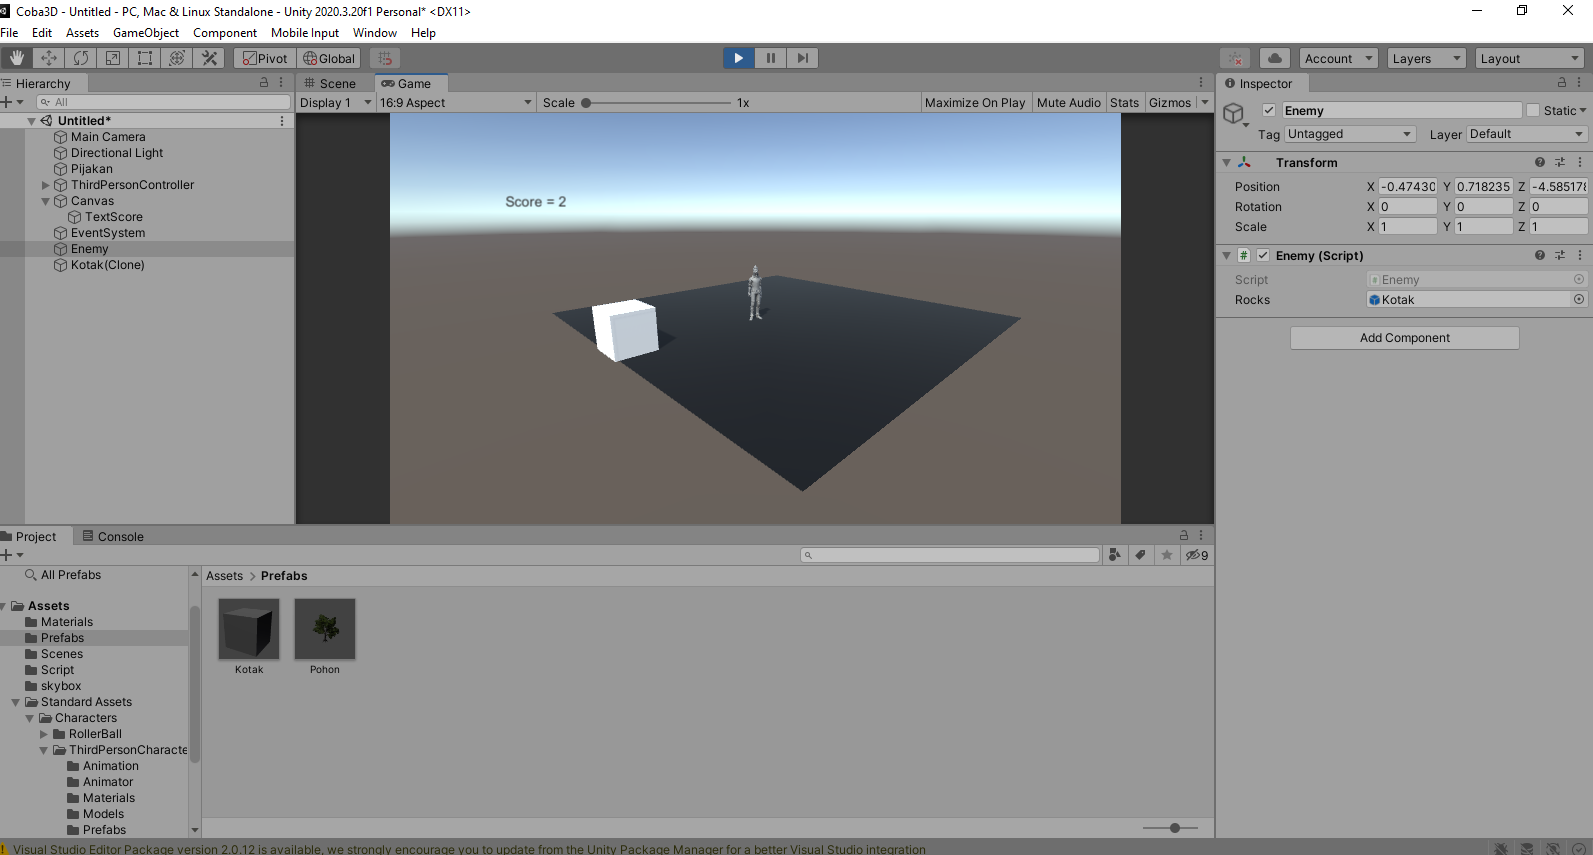 Coba3D - Untitled - PC, Mac & Linux Standalone - Unity 2020.3.20f1 Personal* <DX11>
File Edit Assets GameObject Component Mobile Input Window Help
Pivot Global Account Layers Layout
Hierarchy
All
Untitled*
Main Camera
Directional Light
Pijakan
ThirdPersonController
Canvas
TextScore
EventSystem
Enemy
Kotak(Clone)
Scene Game
Display 1 16:9 Aspect Scale 1x Maximize On Play Mute Audio Stats Gizmos
Score = 2
Inspector
Enemy Static
Tag Untagged Layer Default
Transform
Position X -0.47430 Y 0.718235 Z -4.585178
Rotation X 0 Y 0 Z 0
Scale X 1 Y 1 Z 1
# Enemy (Script)
Script Enemy
Rocks Kotak
Add Component
Project Console
9
All Prefabs
Assets
Materials
Prefabs
Scenes
Script
skybox
Standard Assets
Characters
RollerBall
ThirdPersonCharacte
Animation
Animator
Materials
Models
Prefabs
Assets > Prefabs
Kotak Pohon
Visual Studio Editor Package version 2.0.12 is available, we strongly encourage you to update from the Unity Package Manager for a better Visual Studio integration